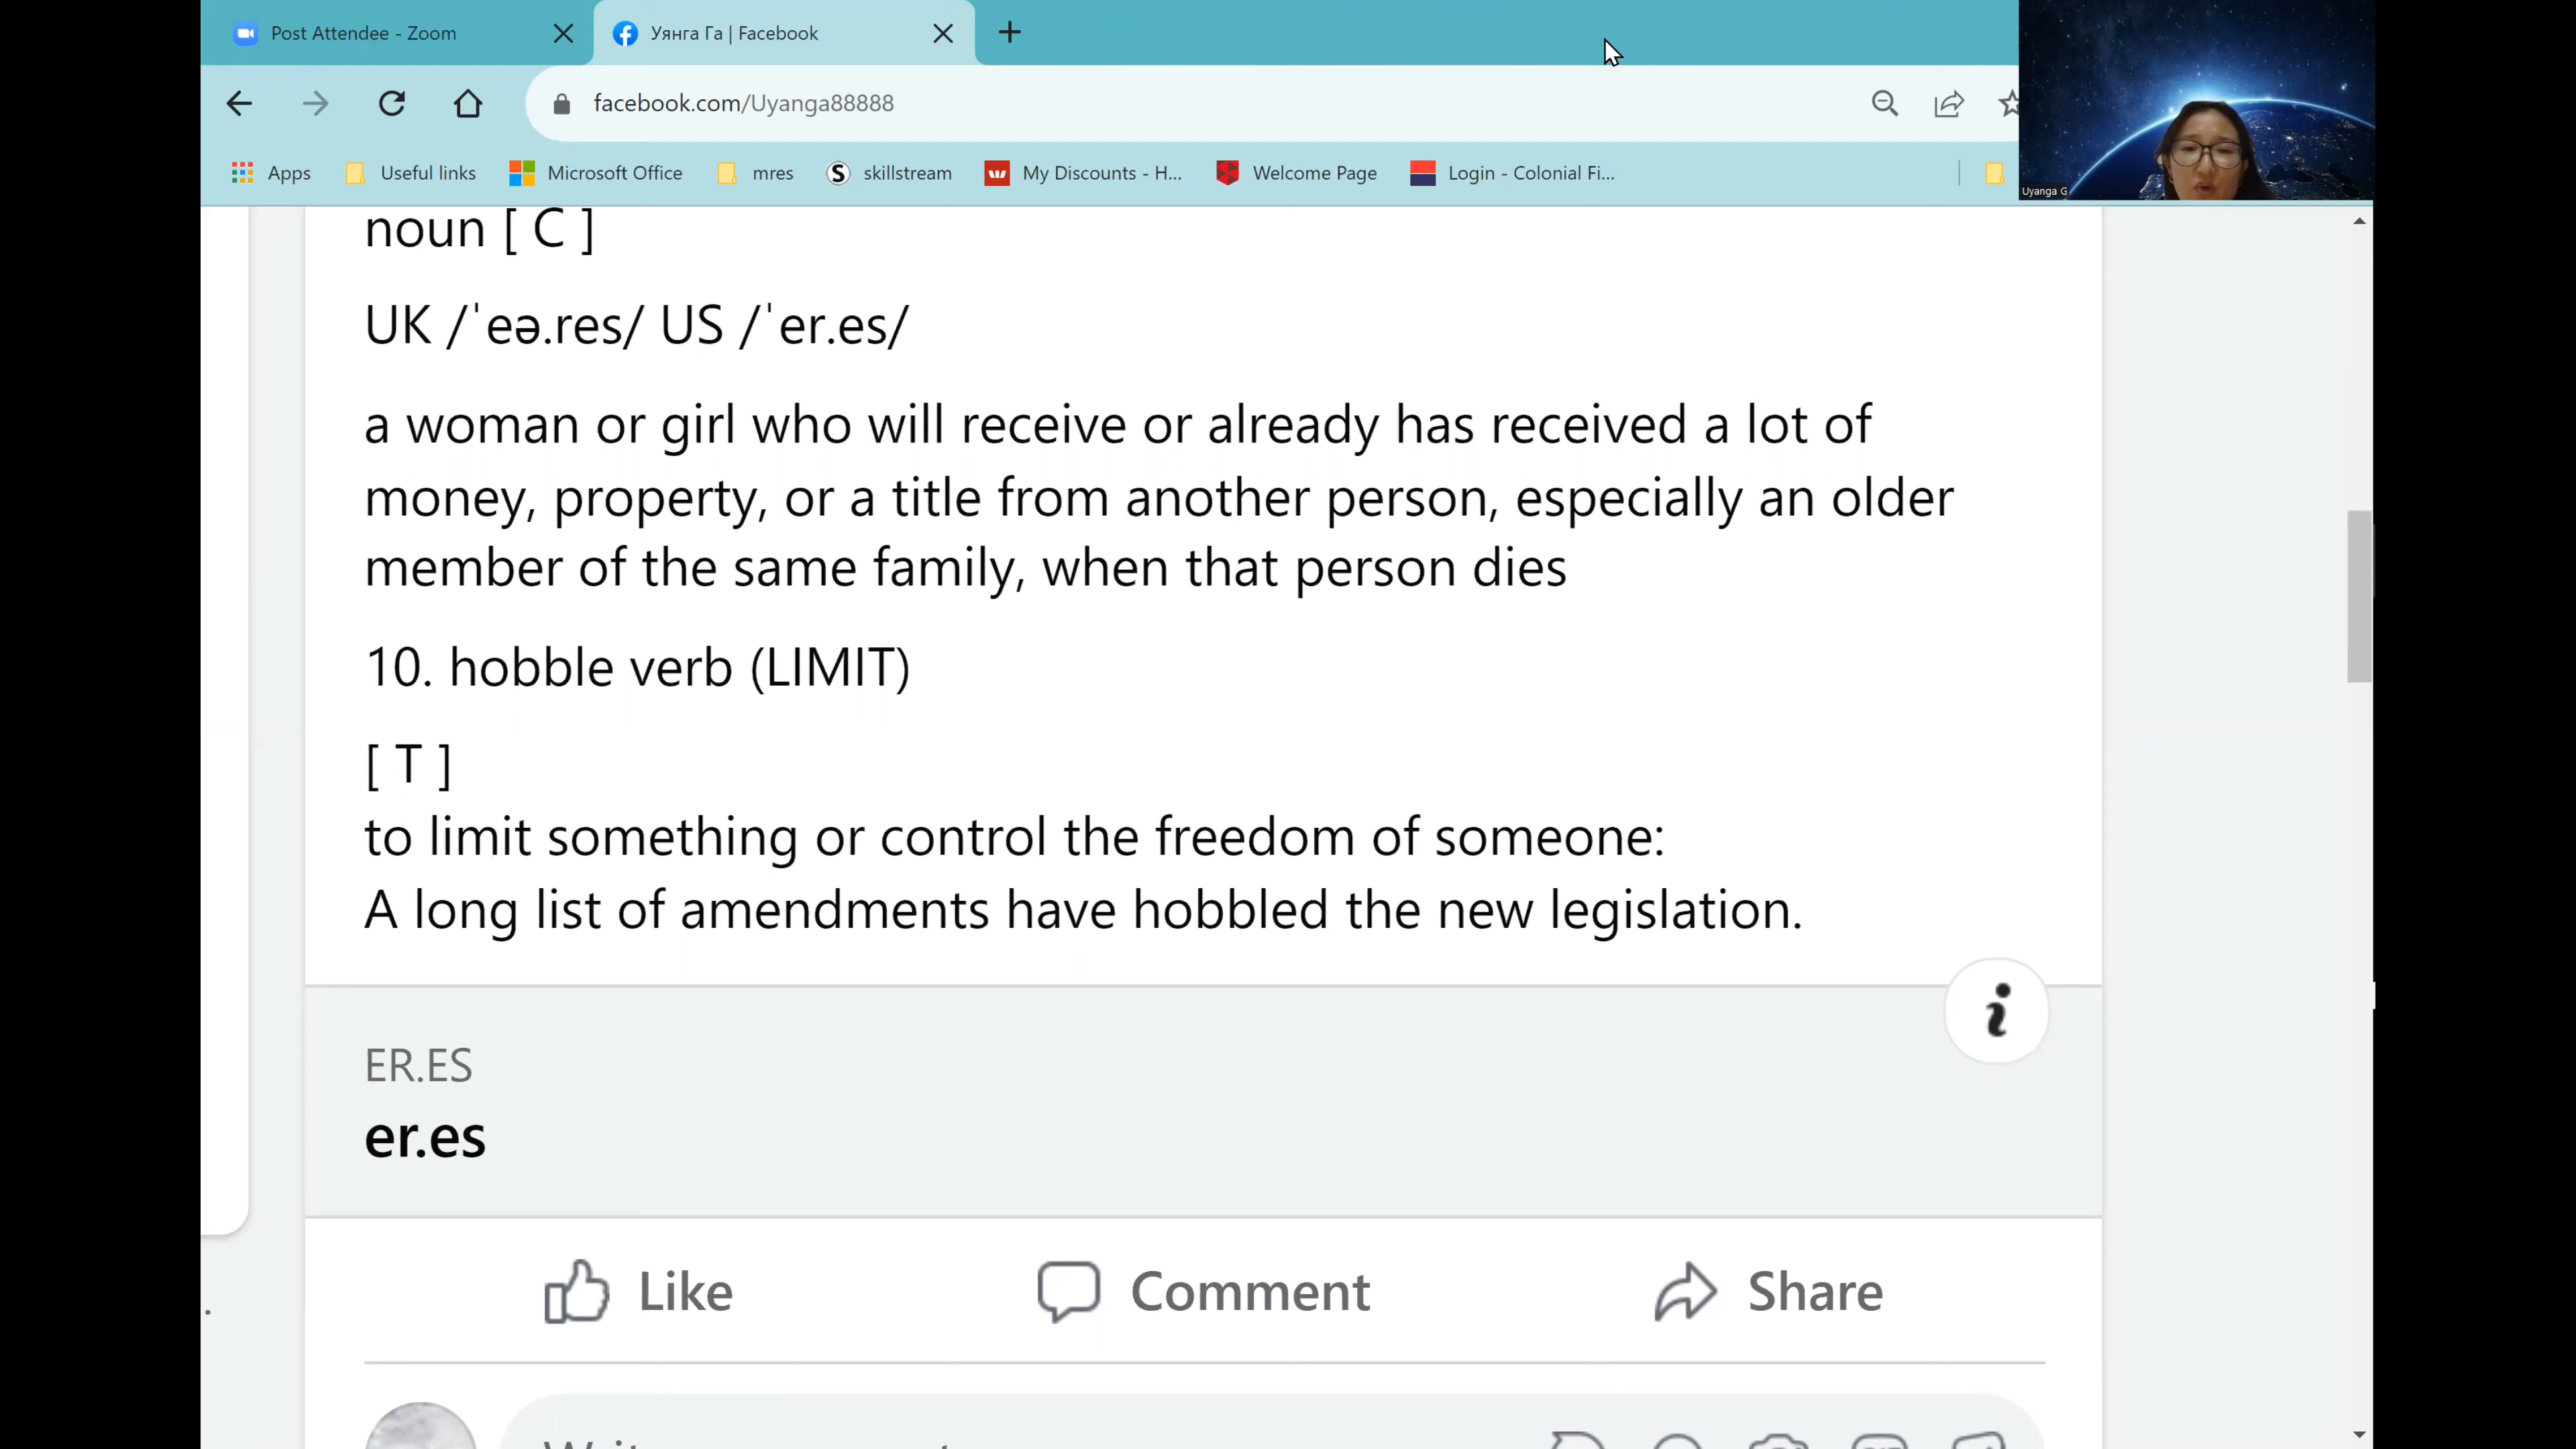 Post Attendee - Zoom
Уянга Га | Facebook
facebook.com/Uyanga88888
Apps
Useful links
Microsoft Office
mres
skillstream
My Discounts - H...
Welcome Page
Login - Colonial Fi...
Uyanga G
noun [ C ]
UK /ˈeə.res/ US /ˈer.es/
a woman or girl who will receive or already has received a lot of
money, property, or a title from another person, especially an older
member of the same family, when that person dies
10. hobble verb (LIMIT)
[ T ]
to limit something or control the freedom of someone:
A long list of amendments have hobbled the new legislation.
ER.ES
er.es
Like
Comment
Share